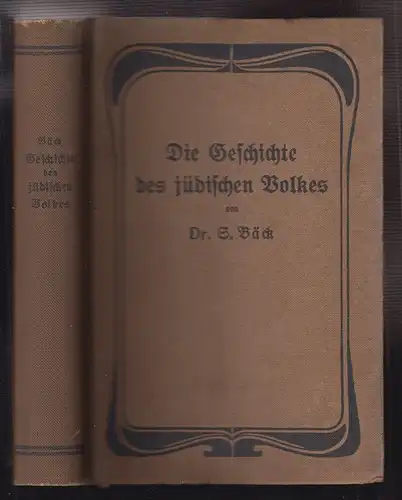 Bäck
Geschichte
des
jüdischen
Volkes
Die Geschichte
des jüdischen Volkes
von
Dr. S. Bäck